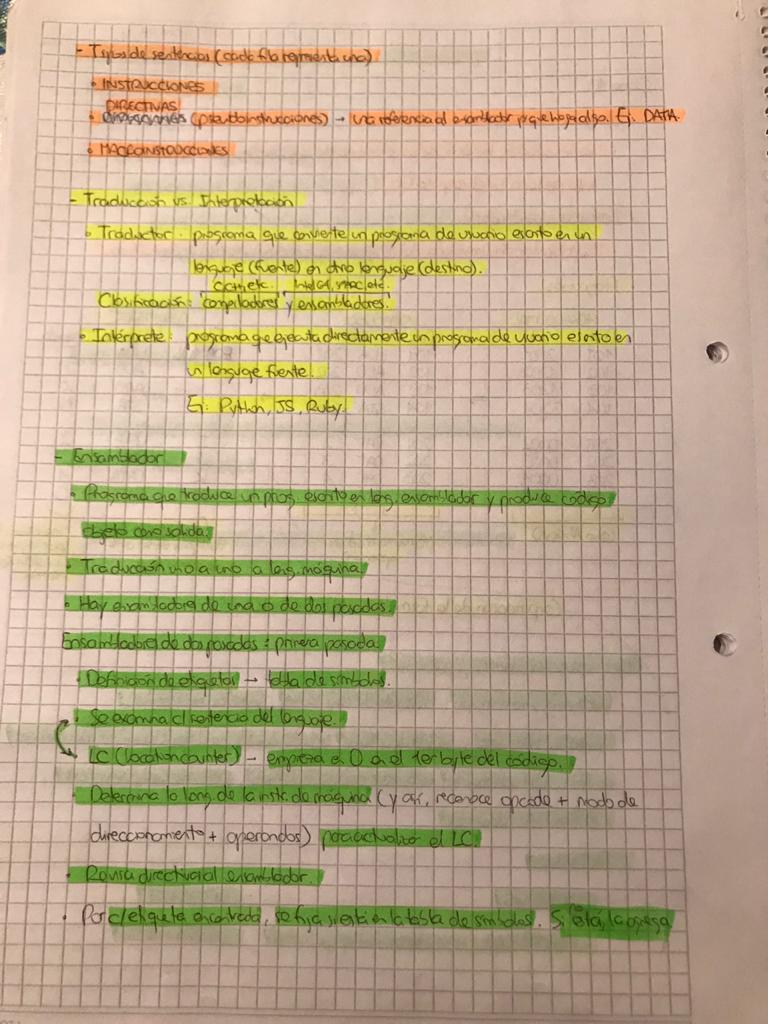 - Tipos de sentencias (cada fila representa una)
• INSTRUCCIONES
DIRECTIVAS
• (pseudoinstrucciones) → una referencia al ensamblador p/ que haga algo. Ej: DATA.
• MACROINSTRUCCIONES
- Traducción vs. Interpretación
• Traductor: programa que convierte un programa de usuario escrito en un
lenguaje (fuente) en otro lenguaje (destino).
C, C++, etc. Intel 64, etc.
Clasificación: "compiladores" y ensambladores.
• Intérprete: programa que ejecuta directamente un programa de usuario escrito en
un lenguaje fuente.
Ej: Python, JS, Ruby.
- Ensamblador
• Programa que traduce un prog. escrito en leng. ensamblador y produce código
objeto como salida.
• Traducción uno a uno a leng. máquina.
• Hay ensambladores de una o de dos pasadas.
Ensambladores de dos pasadas: primera pasada
• Definición de etiquetas → tabla de símbolos.
• Se examina c/ sentencia del lenguaje.
LC (location counter) → empieza en 0 en el 1er byte del código.
• Determina la long. de la instr. de máquina (y así, reconoce opcode + modo de
direccionamiento + operandos) para actualizar el LC.
• Revisa directivas al ensamblador.
• Por c/ etiqueta encontrada, se fija si está en la tabla de símbolos. Si no está, la agrega